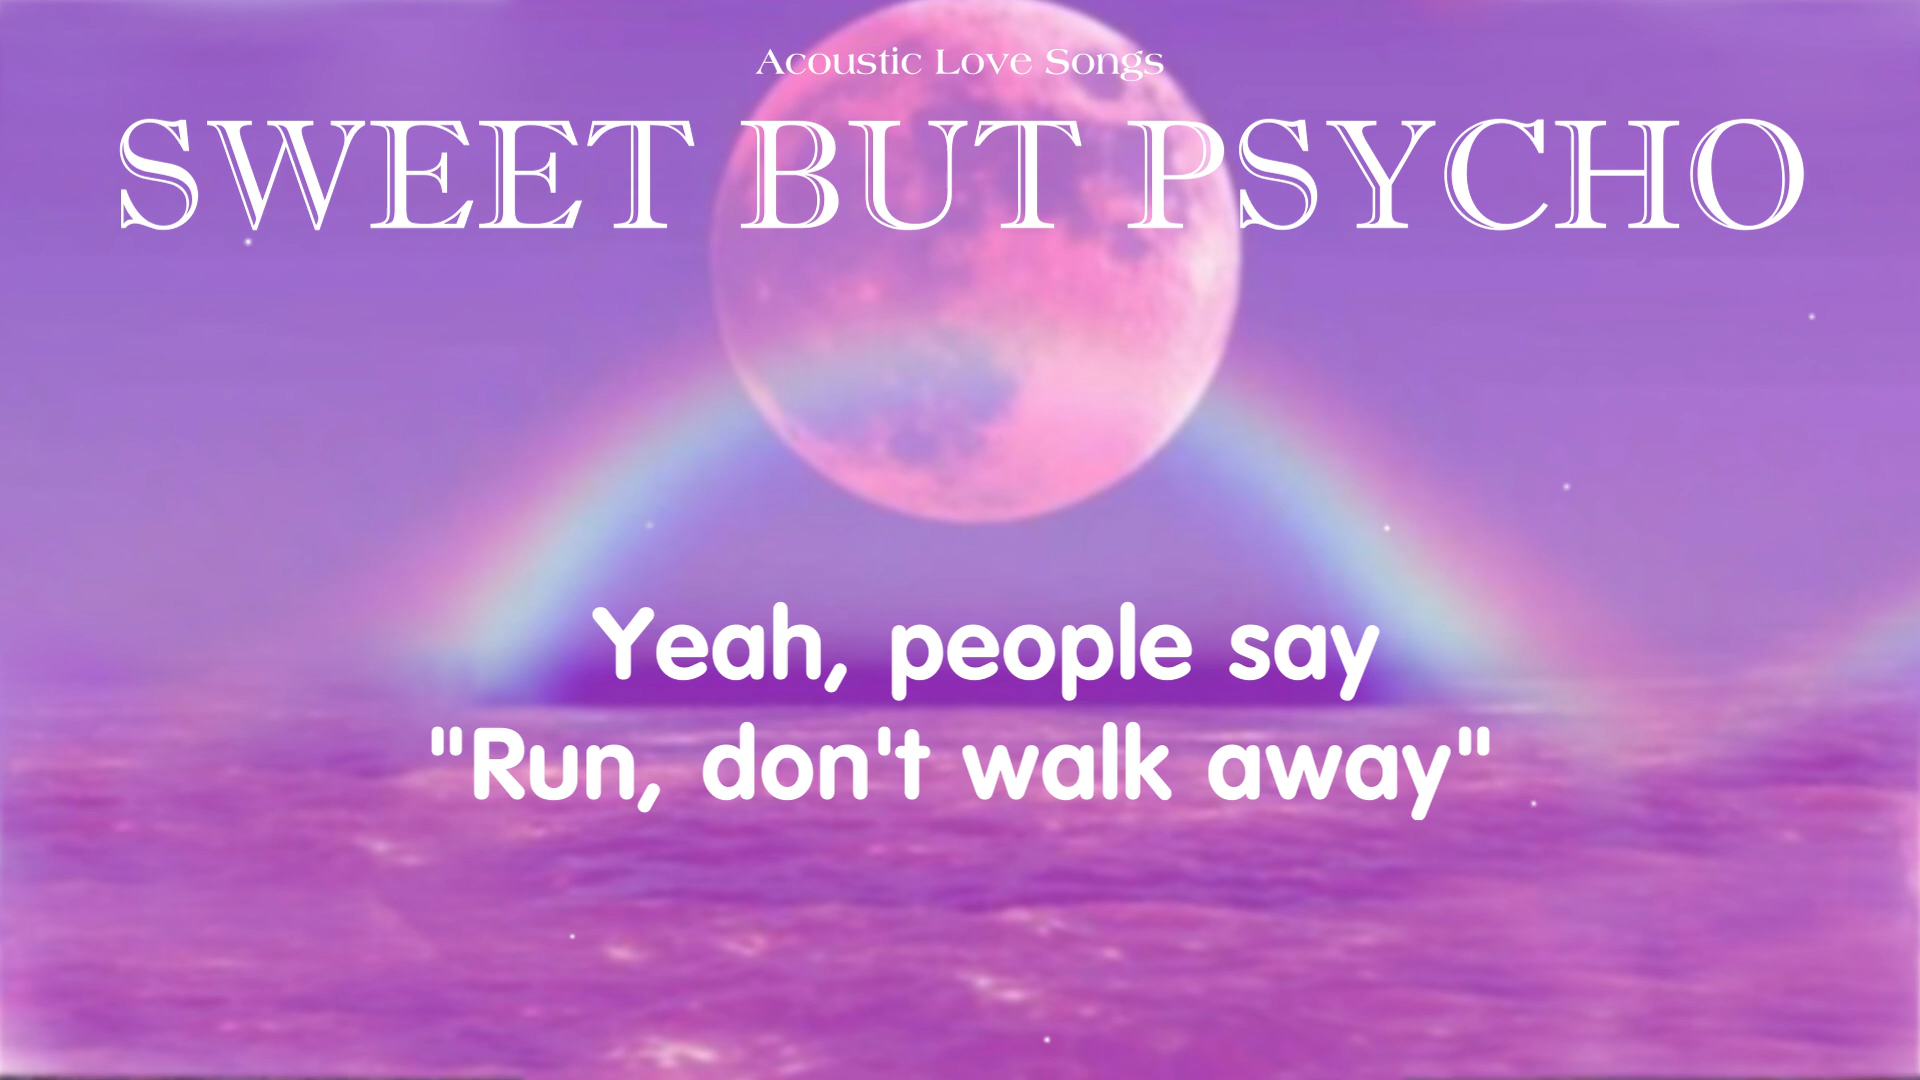 Acoustic Love Songs
SWEET BUT PSYCHO
Yeah, people say
"Run, don't walk away"